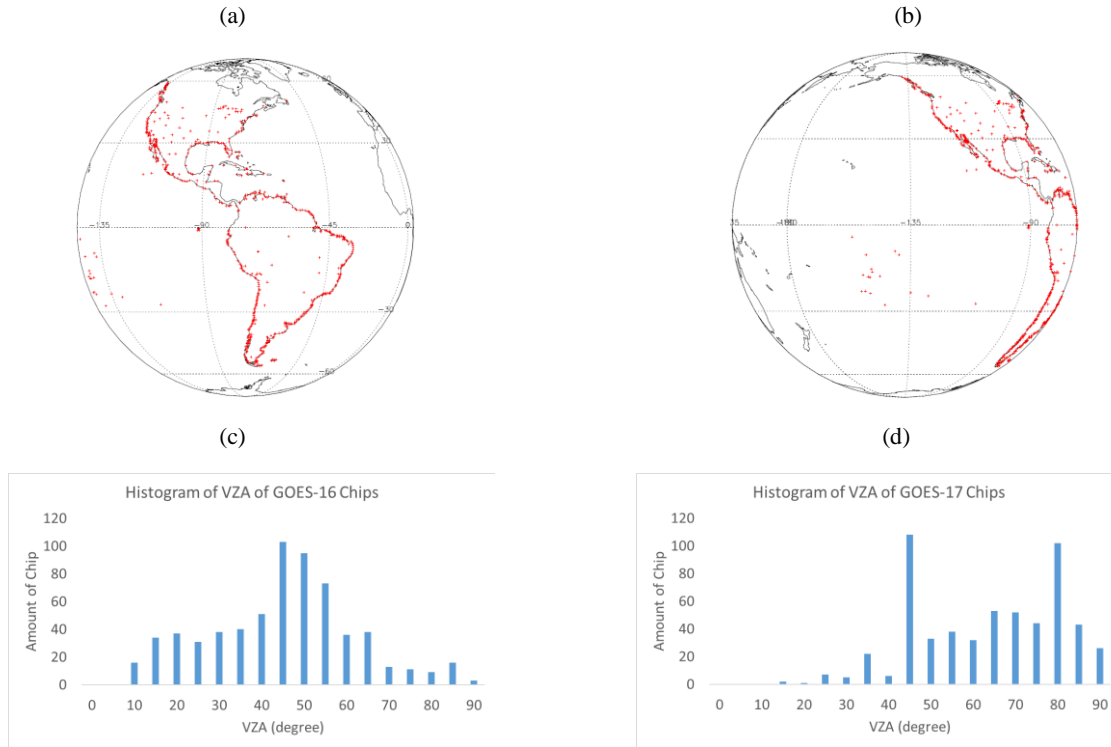 (a)
(b)
60
30
-135 -90 -45 0
-30
-60
35 -180 -135 -90
(c)
(d)
Histogram of VZA of GOES-16 Chips
120
100
80
60
40
20
0
Amount of Chip
0 10 20 30 40 50 60 70 80 90
VZA (degree)
Histogram of VZA of GOES-17 Chips
120
100
80
60
40
20
0
Amount of Chip
0 10 20 30 40 50 60 70 80 90
VZA (degree)